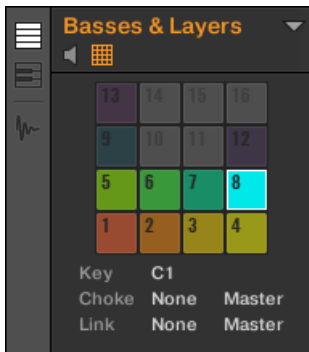 Basses & Layers
13 14 15 16
9 10 11 12
5 6 7 8
1 2 3 4
Key C1
Choke None Master
Link None Master